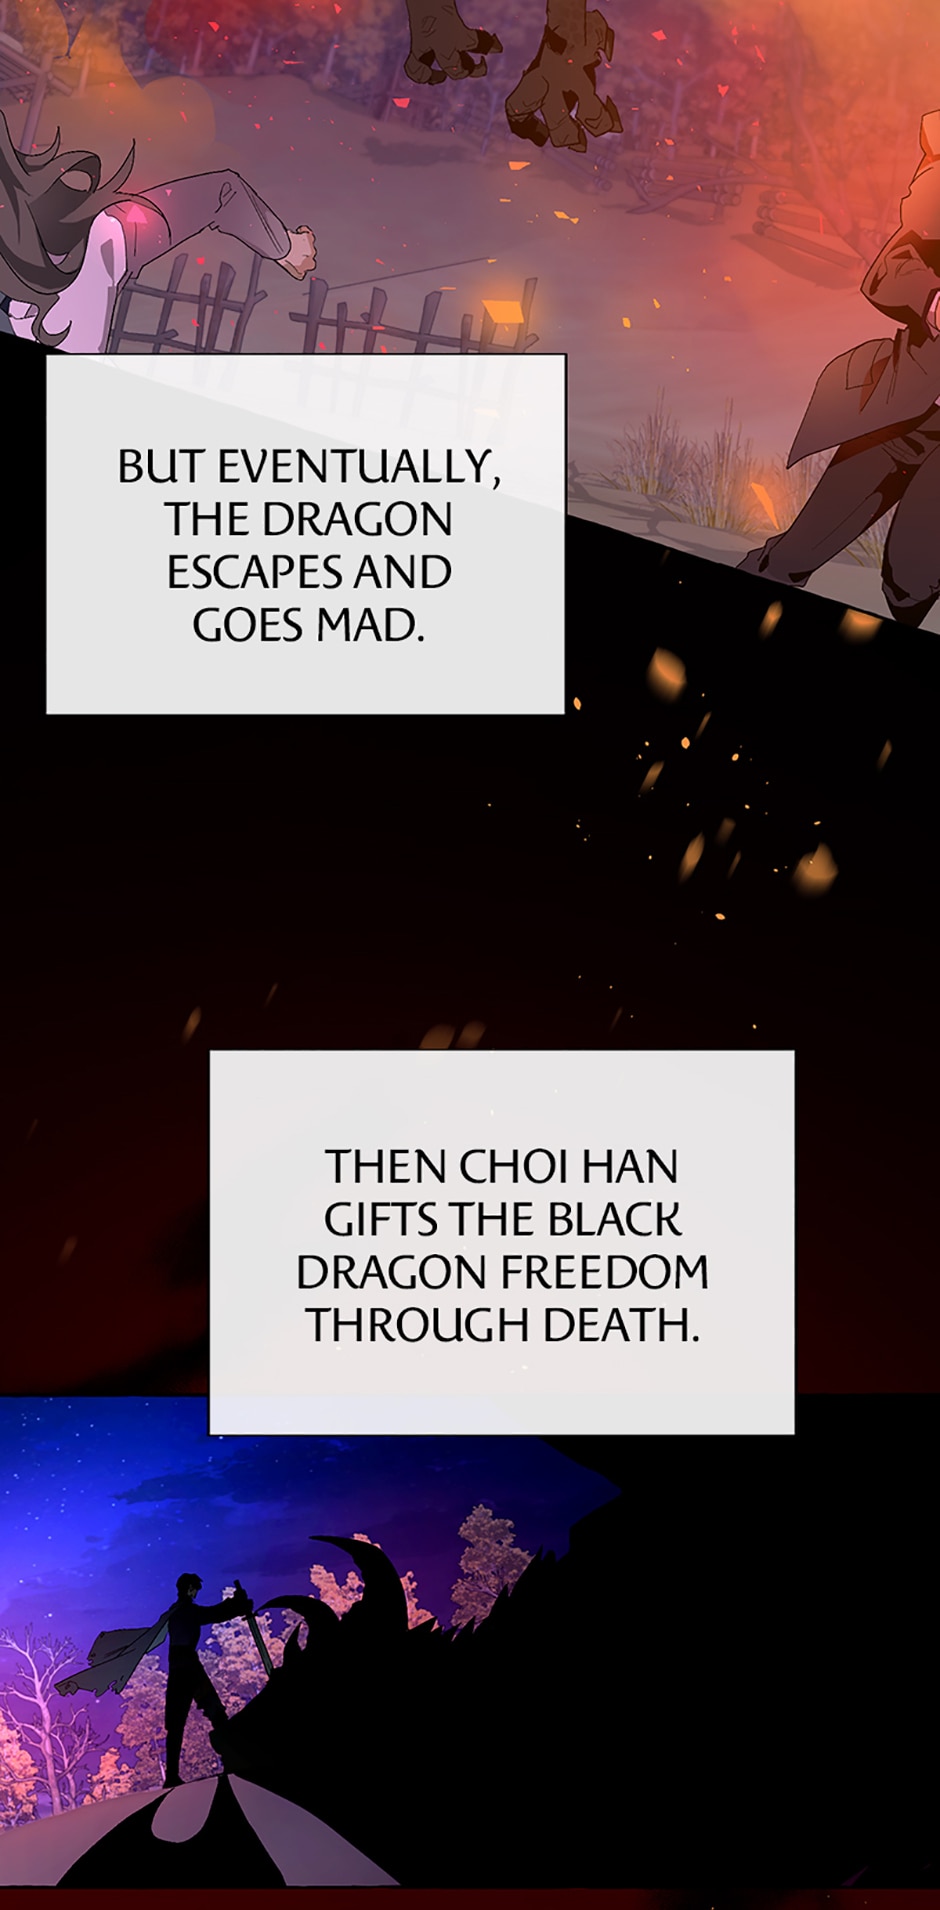 BUT EVENTUALLY,
THE DRAGON
ESCAPES AND
GOES MAD.
THEN CHOI HAN
GIFTS THE BLACK
DRAGON FREEDOM
THROUGH DEATH.